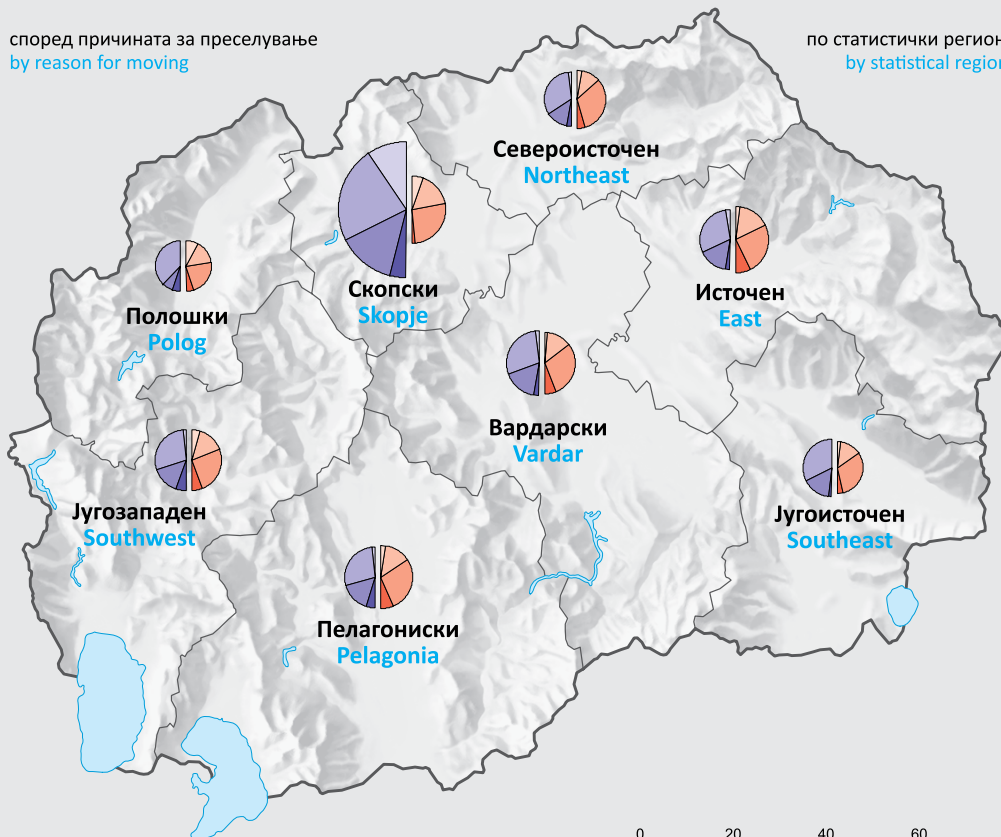 според причината за преселување
by reason for moving
по статистички регион
by statistical region
Североисточен
Northeast
Скопски
Skopje
Источен
East
Полошки
Polog
Вардарски
Vardar
Југозападен
Southwest
Југоисточен
Southeast
Пелагониски
Pelagonia
0 20 40 60